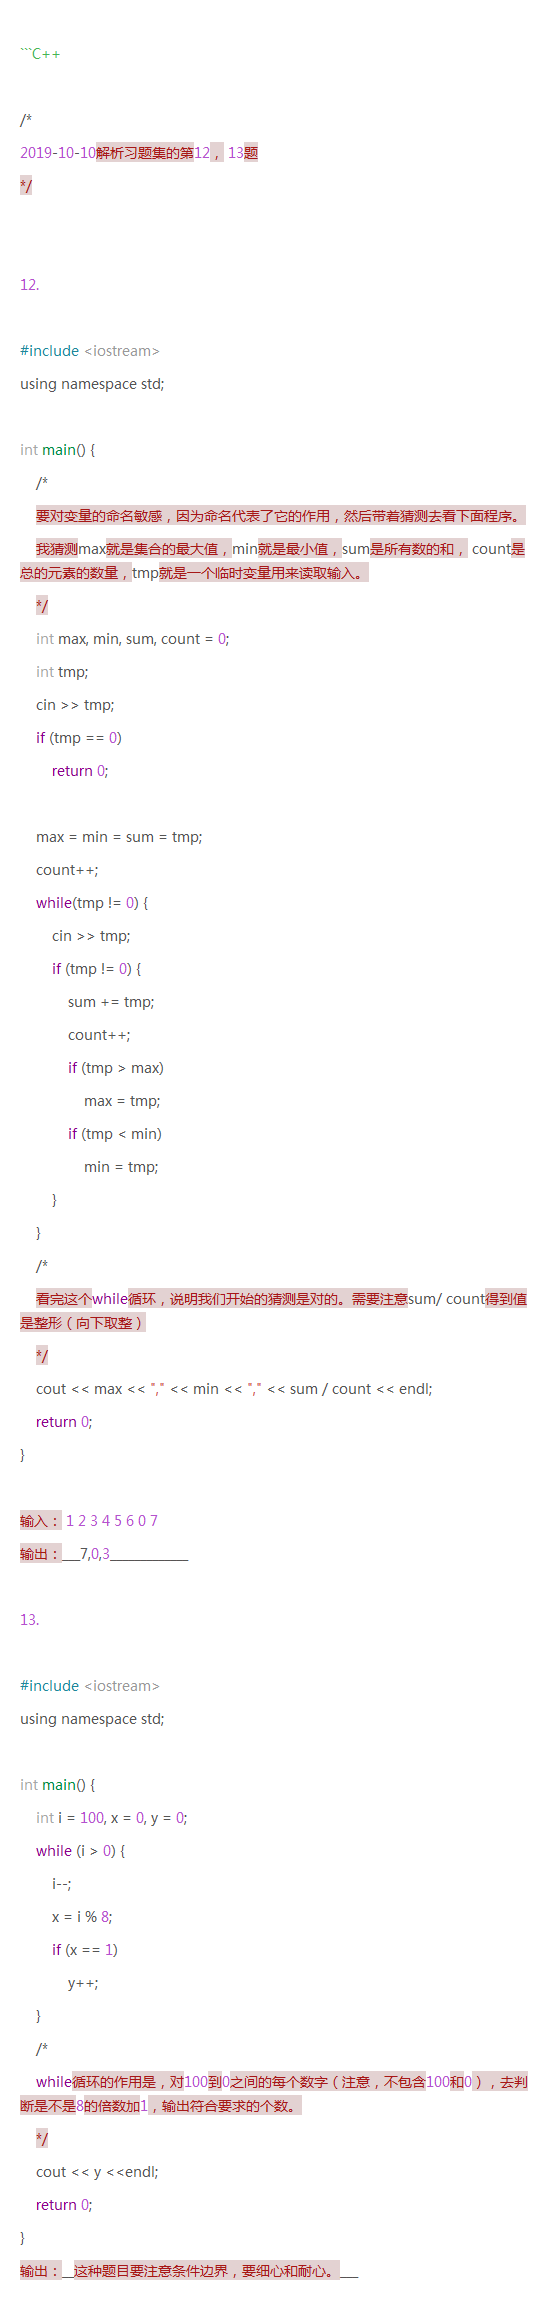 ```C++
/*
2019-10-10解析习题集的第12，13题
*/
12.
#include <iostream>
using namespace std;
int main() {
/*
要对变量的命名敏感，因为命名代表了它的作用，然后带着猜测去看下面程序。
我猜测max就是集合的最大值，min就是最小值，sum是所有数的和， count是
总的元素的数量，tmp就是一个临时变量用来读取输入。
*/
int max, min, sum, count = 0;
int tmp;
cin >> tmp;
if (tmp == 0)
return 0;
max = min = sum = tmp;
count++;
while(tmp != 0) {
cin >> tmp;
if (tmp != 0) {
sum += tmp;
count++;
if (tmp > max)
max = tmp;
if (tmp < min)
min = tmp;
}
}
/*
看完这个while循环，说明我们开始的猜测是对的。需要注意sum/ count得到值
是整形（向下取整）
*/
cout << max << "," << min << "," << sum / count << endl;
return 0;
}
输入： 1 2 3 4 5 6 0 7
输出：___7,0,3_____________
13.
#include <iostream>
using namespace std;
int main() {
int i = 100, x = 0, y = 0;
while (i > 0) {
i--;
x = i % 8;
if (x == 1)
y++;
}
/*
while循环的作用是，对100到0之间的每个数字（注意，不包含100和0），去判
断是不是8的倍数加1，输出符合要求的个数。
*/
cout << y <<endl;
return 0;
}
输出：__这种题目要注意条件边界，要细心和耐心。___